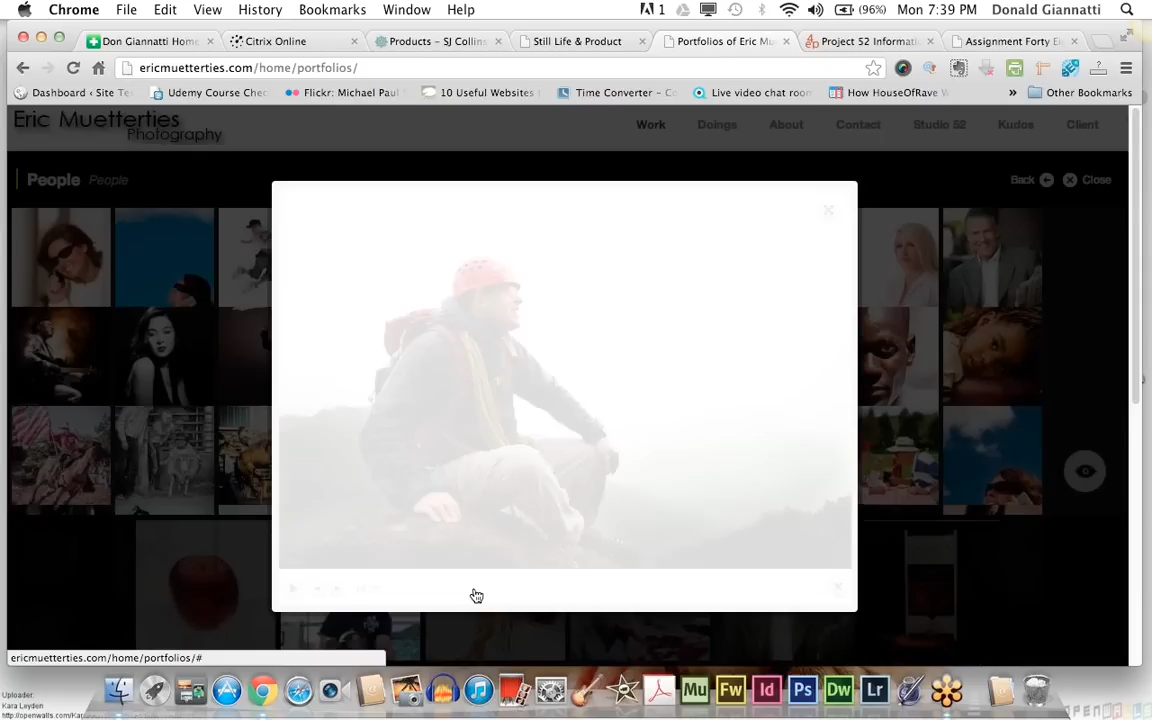 Chrome File Edit View History Bookmarks Window Help 1 (96%) Mon 7:39 PM Donald Giannatti
Don Giannatti Home Citrix Online Products – SJ Collins Still Life & Product Portfolios of Eric Mu Project 52 Informati Assignment Forty Ei
ericmuetterties.com/home/portfolios/
Dashboard ‹ Site Te Udemy Course Chec Flickr: Michael Paul 10 Useful Websites Time Converter – Co Live video chat room How HouseOfRave W » Other Bookmarks
Eric Muetterties
Photography
Work Doings About Contact Studio 52 Kudos Client
People People
Back Close
ericmuetterties.com/home/portfolios/#
Mu Fw Id Ps Dw Lr
Uploader:
Kara Leyden